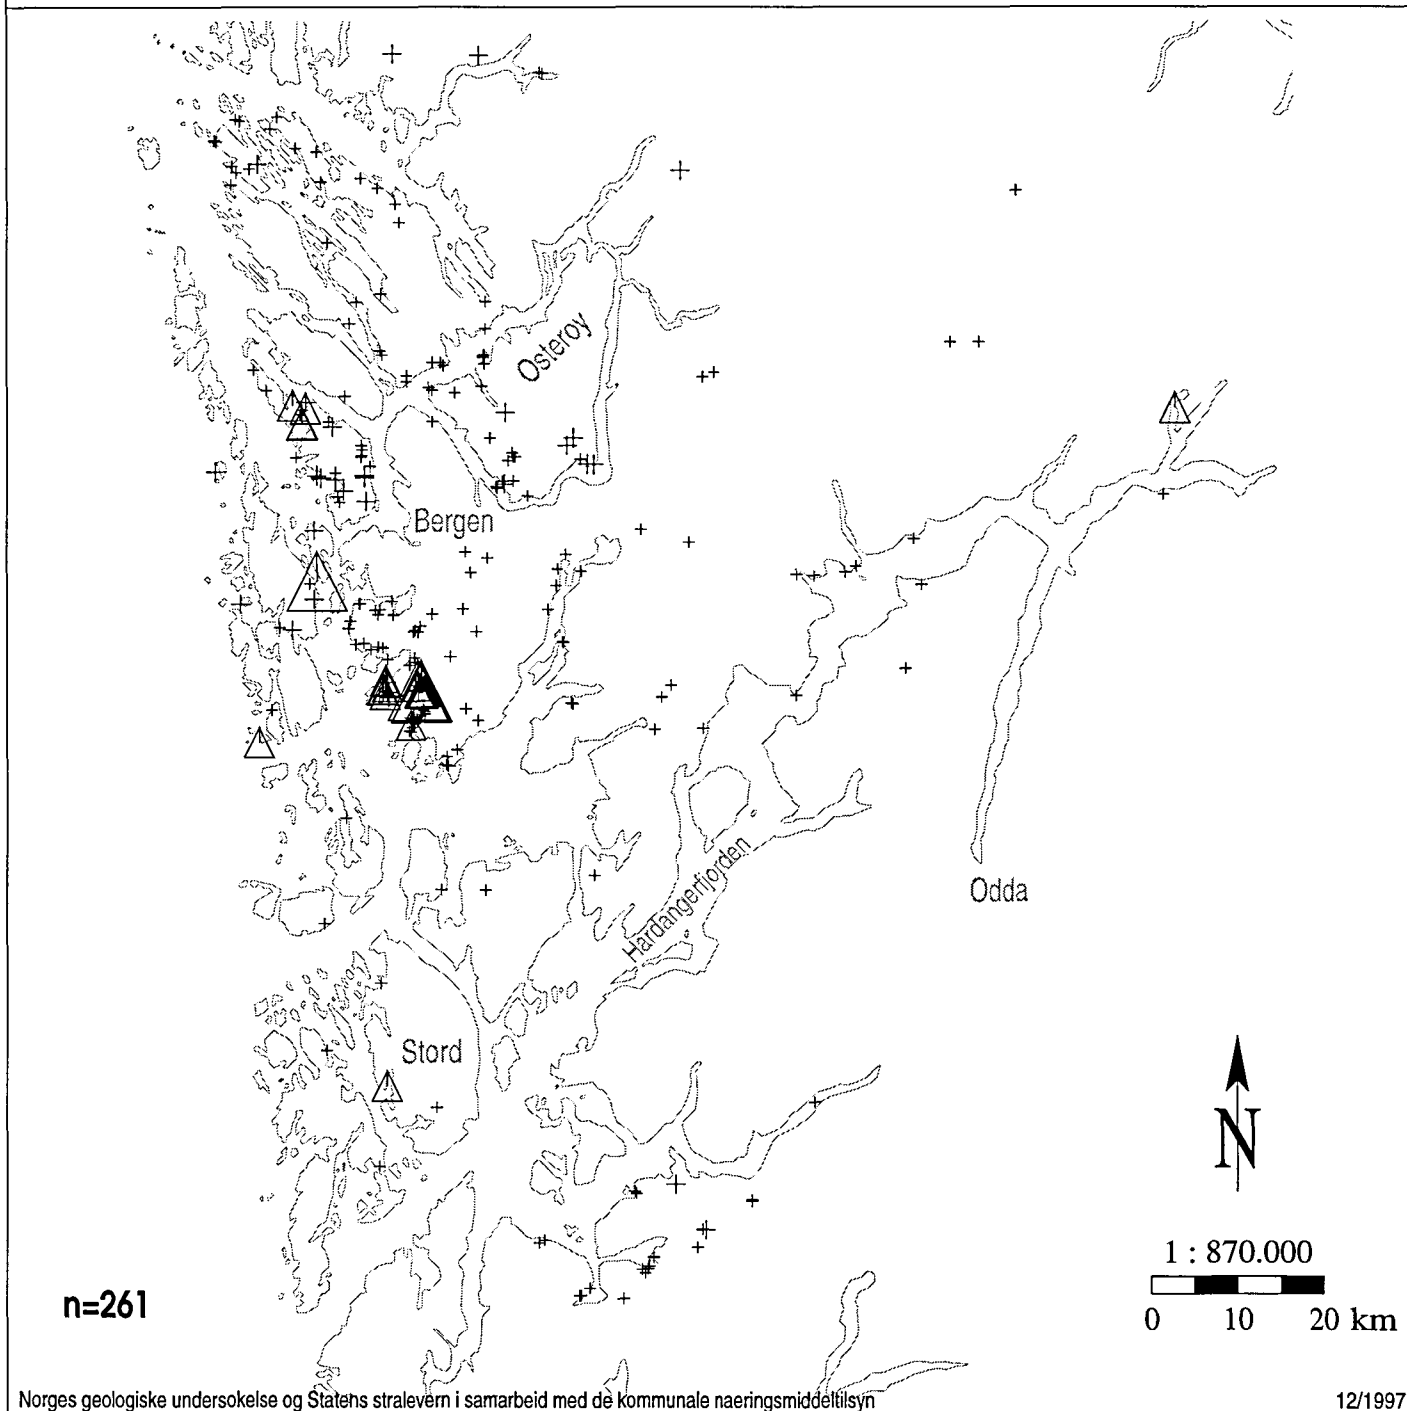 Osteroy
Bergen
Hardangerfjorden
Odda
Stord
N
1 : 870.000
0 10 20 km
n=261
Norges geologiske undersokelse og Statens stralevern i samarbeid med de kommunale naeringsmiddeltilsyn
12/1997